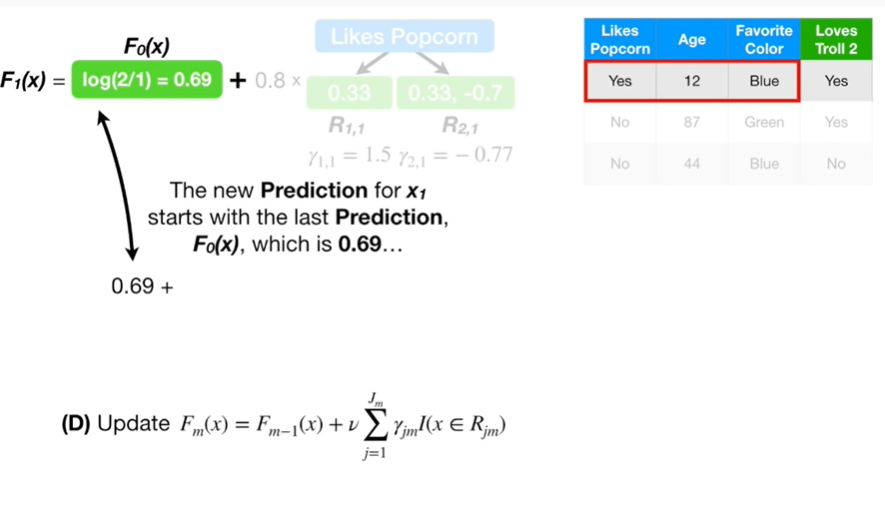 F₀(x)
F₁(x) = log(2/1) = 0.69 + 0.8 ×
Likes Popcorn
0.33 0.33, -0.7
R₁,₁ R₂,₁
γ₁,₁ = 1.5 γ₂,₁ = − 0.77
The new Prediction for x₁
starts with the last Prediction,
F₀(x), which is 0.69…
0.69 +
(D) Update Fₘ(x) = Fₘ₋₁(x) + ν ∑ⱼ₌₁^Jₘ γⱼₘI(x ∈ Rⱼₘ)
Likes Popcorn Age Favorite Color Loves Troll 2
Yes 12 Blue Yes
No 87 Green Yes
No 44 Blue No